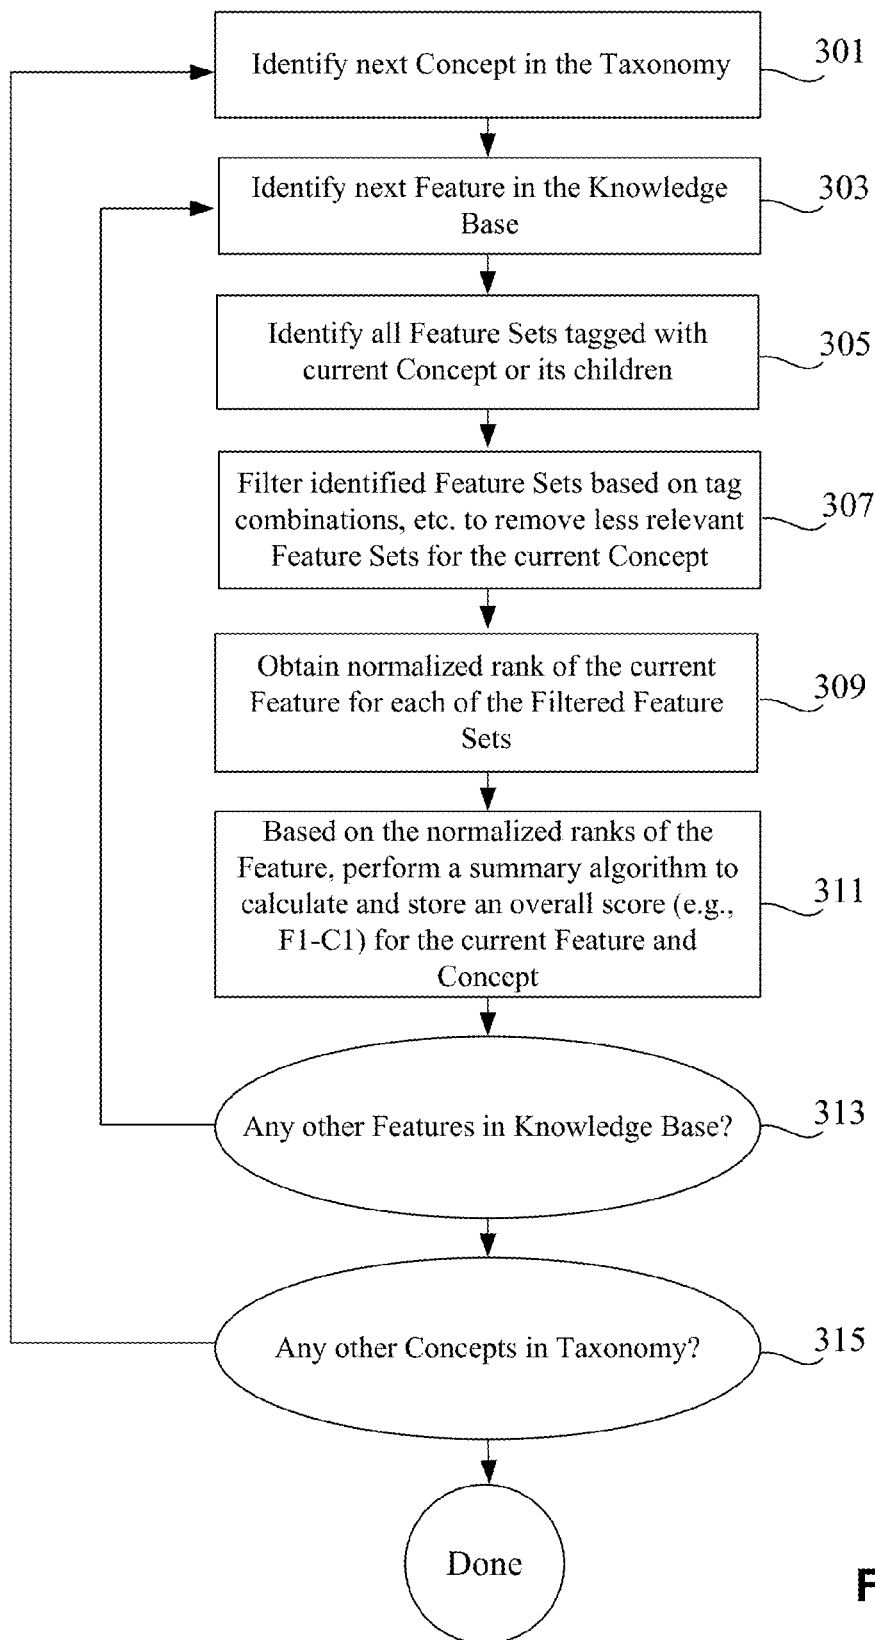 Identify next Concept in the Taxonomy
301
Identify next Feature in the Knowledge
Base
303
Identify all Feature Sets tagged with
current Concept or its children
305
Filter identified Feature Sets based on tag
combinations, etc. to remove less relevant
Feature Sets for the current Concept
307
Obtain normalized rank of the current
Feature for each of the Filtered Feature
Sets
309
Based on the normalized ranks of the
Feature, perform a summary algorithm to
calculate and store an overall score (e.g.,
F1-C1) for the current Feature and
Concept
311
Any other Features in Knowledge Base?
313
Any other Concepts in Taxonomy?
315
Done